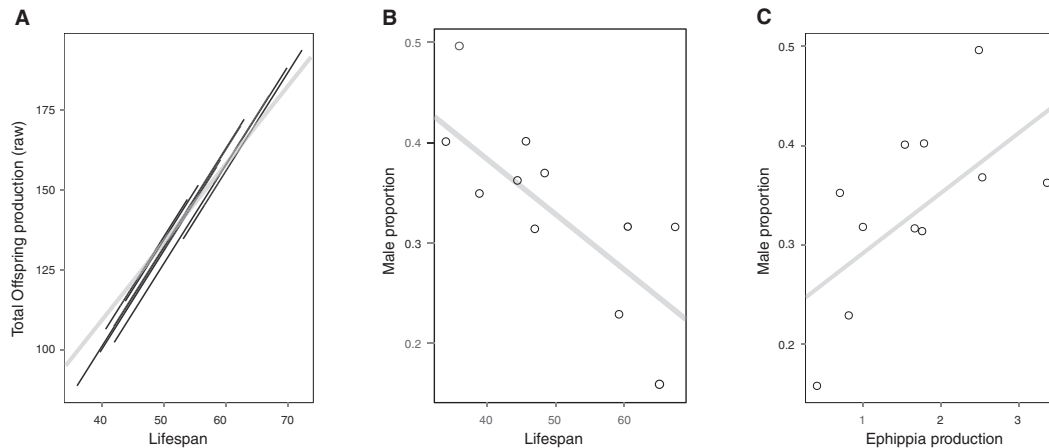 A
B
C
Total Offspring production (raw)
175
150
125
100
40
50
60
70
Lifespan
Male proportion
0.5
0.4
0.3
0.2
40
60
Lifespan
Male proportion
0.5
0.4
0.3
0.2
1
2
3
Ephippia production